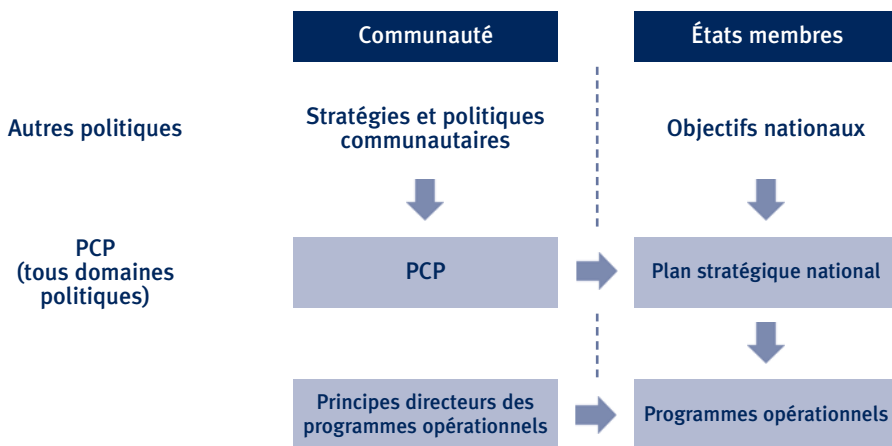 Communauté
États membres
Autres politiques
Stratégies et politiques
communautaires
Objectifs nationaux
PCP
(tous domaines
politiques)
PCP
Plan stratégique national
Principes directeurs des
programmes opérationnels
Programmes opérationnels